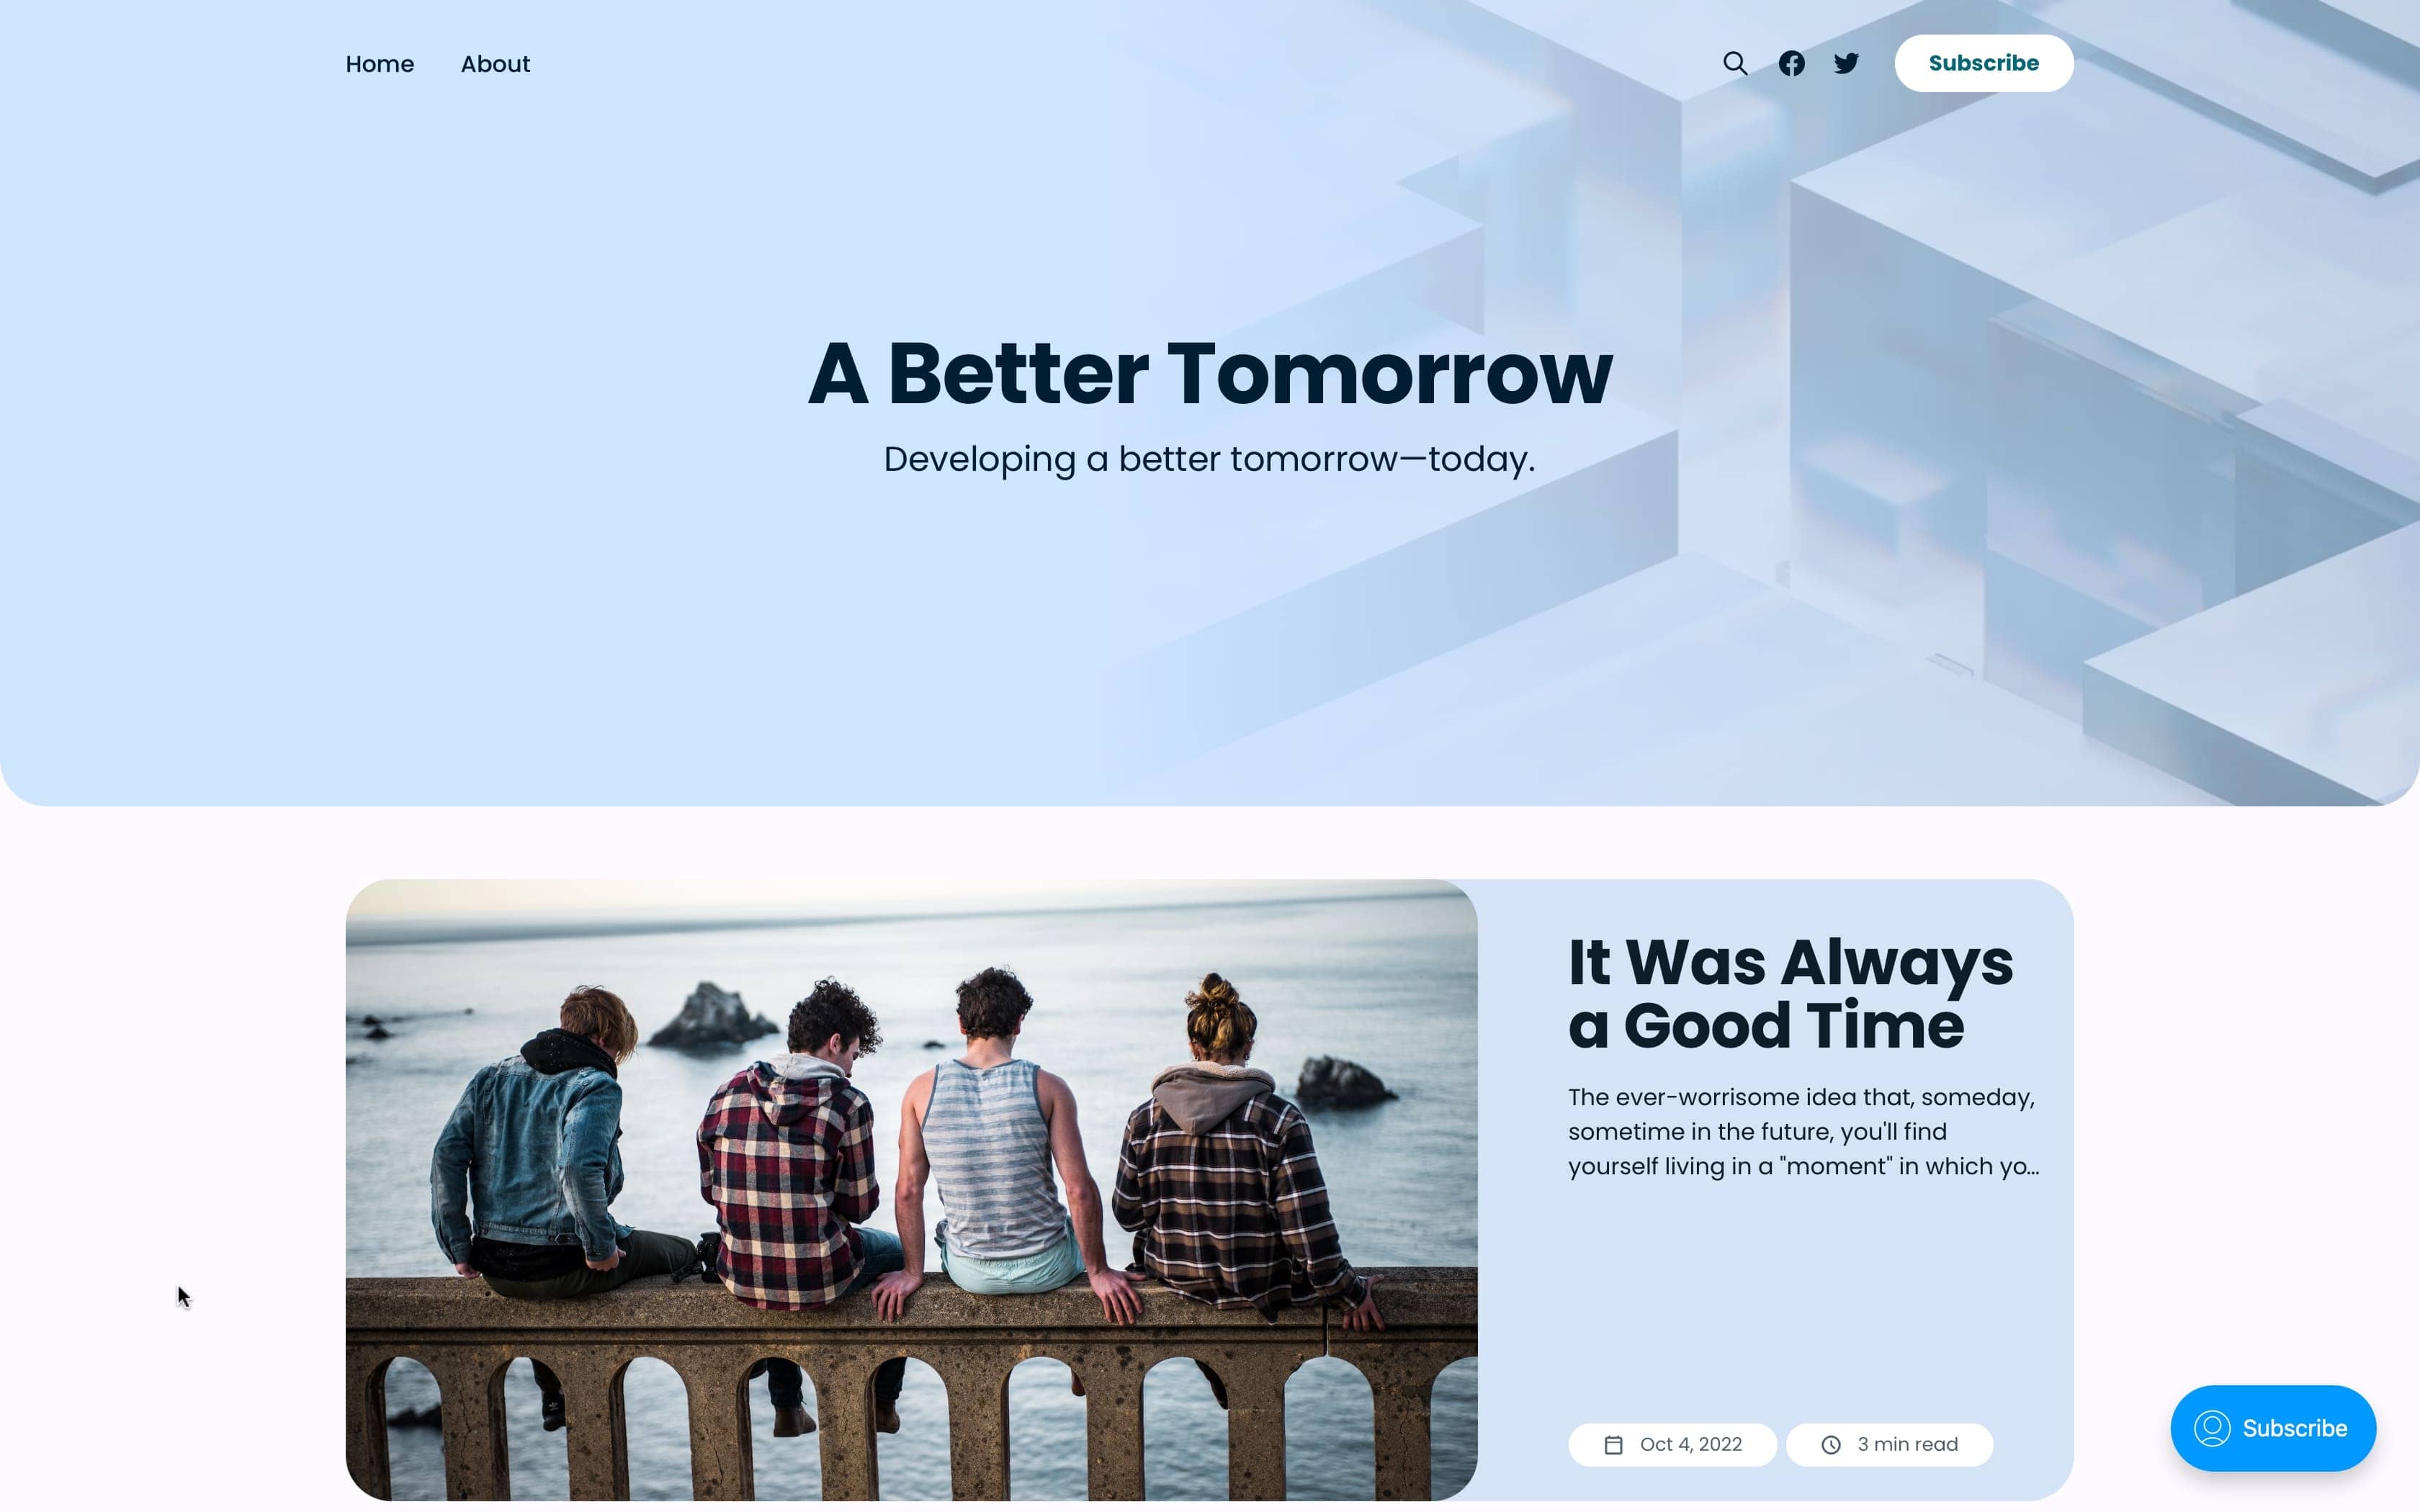 Home
About
Subscribe
A Better Tomorrow
Developing a better tomorrow—today.
It Was Always
a Good Time
The ever-worrisome idea that, someday,
sometime in the future, you'll find
yourself living in a "moment" in which yo...
Oct 4, 2022
3 min read
Subscribe